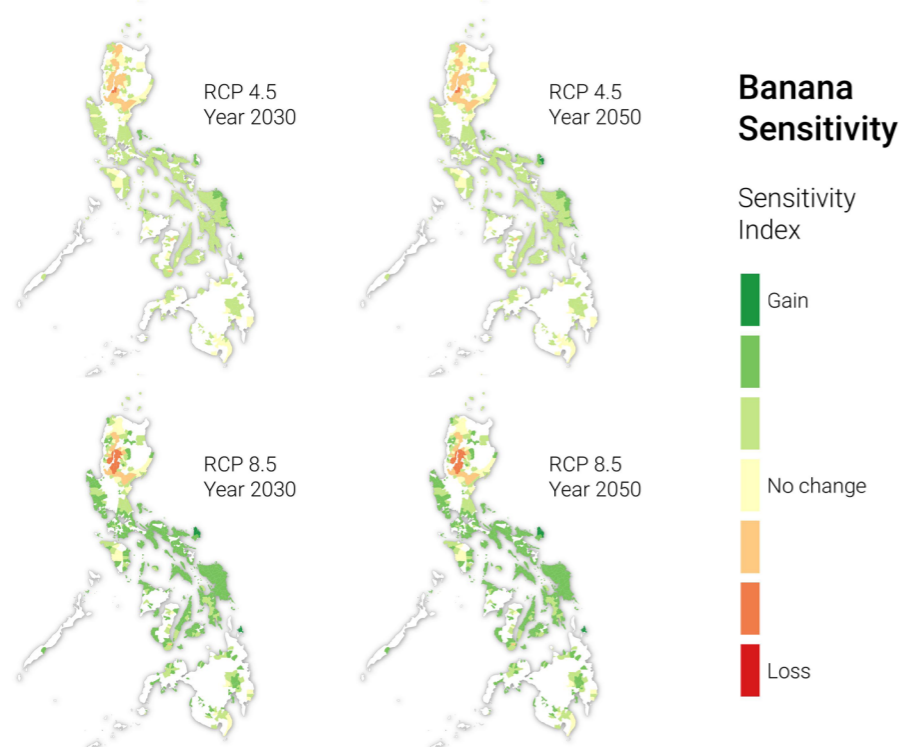 RCP 4.5
Year 2030
RCP 4.5
Year 2050
Banana
Sensitivity
Sensitivity
Index
Gain
No change
Loss
RCP 8.5
Year 2030
RCP 8.5
Year 2050